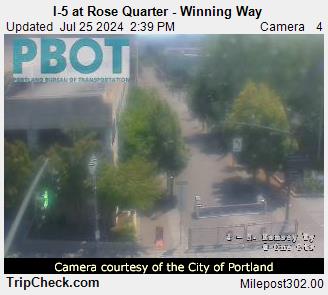 I-5 at Rose Quarter - Winning Way
Updated Jul 25 2024 2:39 PM Camera 4
PBOT
PORTLAND BUREAU OF TRANSPORTATION
Camera courtesy of the City of Portland
TripCheck.com Milepost302.00